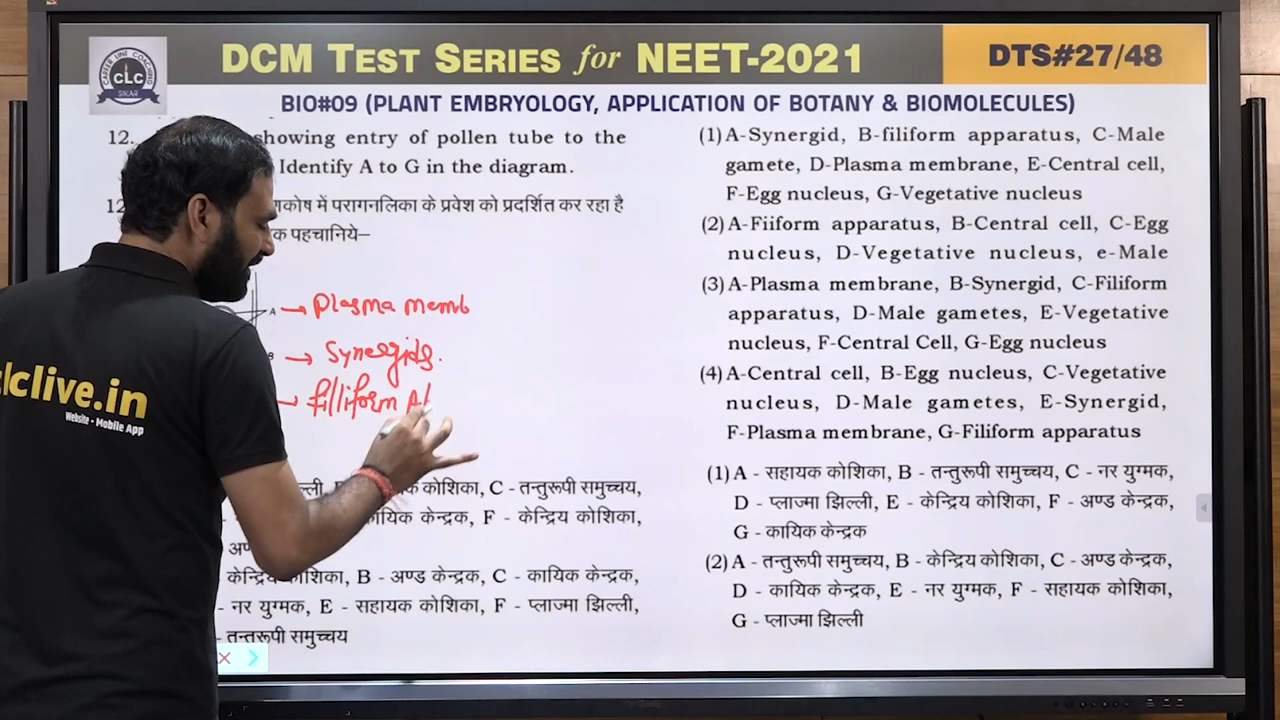 CAREER LINE COACHING
CLC
SIKAR
DCM TEST SERIES for NEET-2021
DTS#27/48
BIO#09 (PLANT EMBRYOLOGY, APPLICATION OF BOTANY & BIOMOLECULES)
12. showing entry of pollen tube to the
Identify A to G in the diagram.
में परागनलिका के प्रवेश को प्रदर्शित कर रहा है
पहचानिये–
A → Plasma memb
B → Synergids.
→ filliform A
कोशिका, C - तन्तुरूपी समुच्चय,
केन्द्रक, F - केन्द्रिय कोशिका,
B - अण्ड केन्द्रक, C - कायिक केन्द्रक,
- नर युग्मक, E - सहायक कोशिका, F - प्लाज्मा झिल्ली,
- तन्तुरूपी समुच्चय
(1) A-Synergid, B-filiform apparatus, C-Male
gamete, D-Plasma membrane, E-Central cell,
F-Egg nucleus, G-Vegetative nucleus
(2) A-Fiiform apparatus, B-Central cell, C-Egg
nucleus, D-Vegetative nucleus, e-Male
(3) A-Plasma membrane, B-Synergid, C-Filiform
apparatus, D-Male gametes, E-Vegetative
nucleus, F-Central Cell, G-Egg nucleus
(4) A-Central cell, B-Egg nucleus, C-Vegetative
nucleus, D-Male gametes, E-Synergid,
F-Plasma membrane, G-Filiform apparatus
(1) A - सहायक कोशिका, B - तन्तुरूपी समुच्चय, C - नर युग्मक,
D - प्लाज्मा झिल्ली, E - केन्द्रिय कोशिका, F - अण्ड केन्द्रक,
G - कायिक केन्द्रक
(2) A - तन्तुरूपी समुच्चय, B - केन्द्रिय कोशिका, C - अण्ड केन्द्रक,
D - कायिक केन्द्रक, E - नर युग्मक, F - सहायक कोशिका,
G - प्लाज्मा झिल्ली
clclive.in
Website - Mobile App